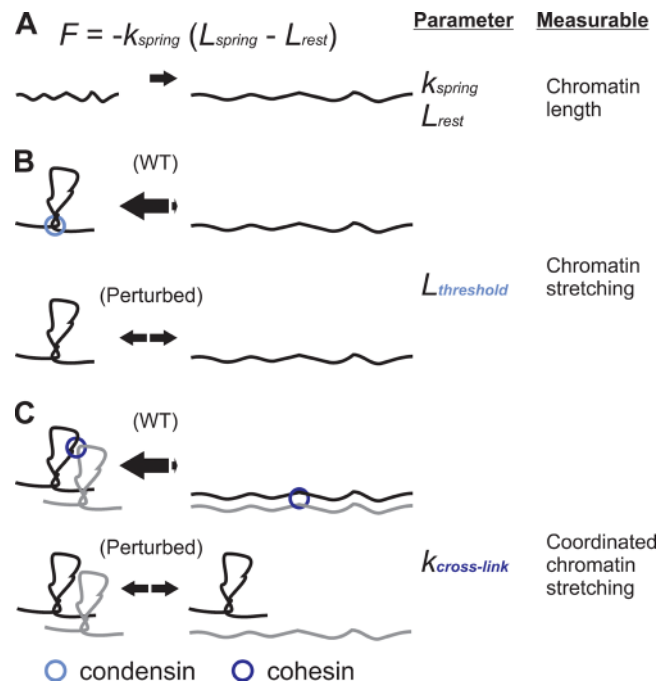 A
F = -kspring (Lspring - Lrest)
Parameter
Measurable
kspring
Lrest
Chromatin
length
B
(WT)
(Perturbed)
Lthreshold
Chromatin
stretching
C
(WT)
(Perturbed)
kcross-link
Coordinated
chromatin
stretching
condensin
cohesin